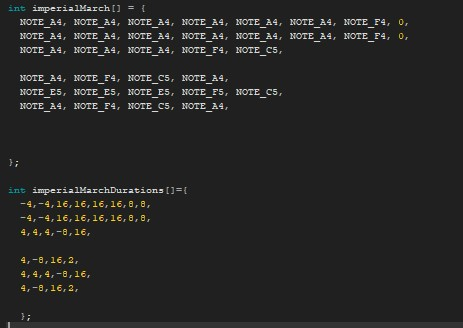 int imperialMarch[] = {
NOTE_A4, NOTE_A4, NOTE_A4, NOTE_A4, NOTE_A4, NOTE_A4, NOTE_F4, 0,
NOTE_A4, NOTE_A4, NOTE_A4, NOTE_A4, NOTE_A4, NOTE_A4, NOTE_F4, 0,
NOTE_A4, NOTE_A4, NOTE_A4, NOTE_F4, NOTE_C5,
NOTE_A4, NOTE_F4, NOTE_C5, NOTE_A4,
NOTE_E5, NOTE_E5, NOTE_E5, NOTE_F5, NOTE_C5,
NOTE_A4, NOTE_F4, NOTE_C5, NOTE_A4,
};
int imperialMarchDurations[]={
-4,-4,16,16,16,16,8,8,
-4,-4,16,16,16,16,8,8,
4,4,4,-8,16,
4,-8,16,2,
4,4,4,-8,16,
4,-8,16,2,
};